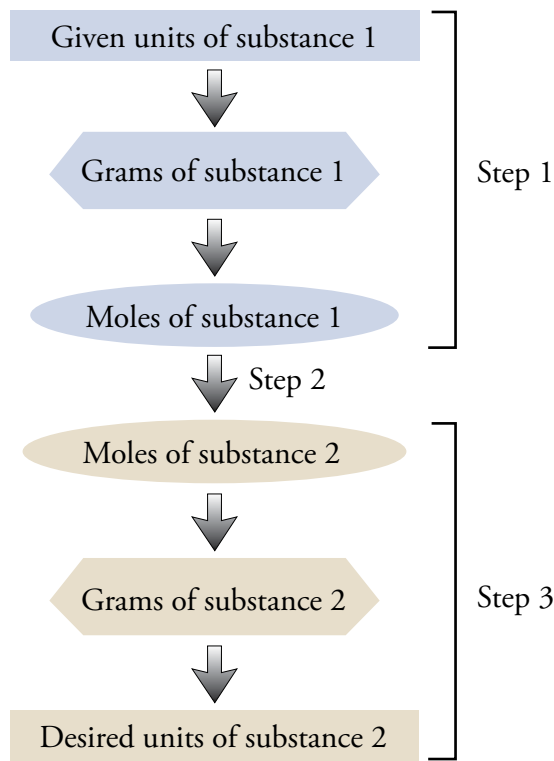 Given units of substance 1
Grams of substance 1
Step 1
Moles of substance 1
Step 2
Moles of substance 2
Grams of substance 2
Step 3
Desired units of substance 2